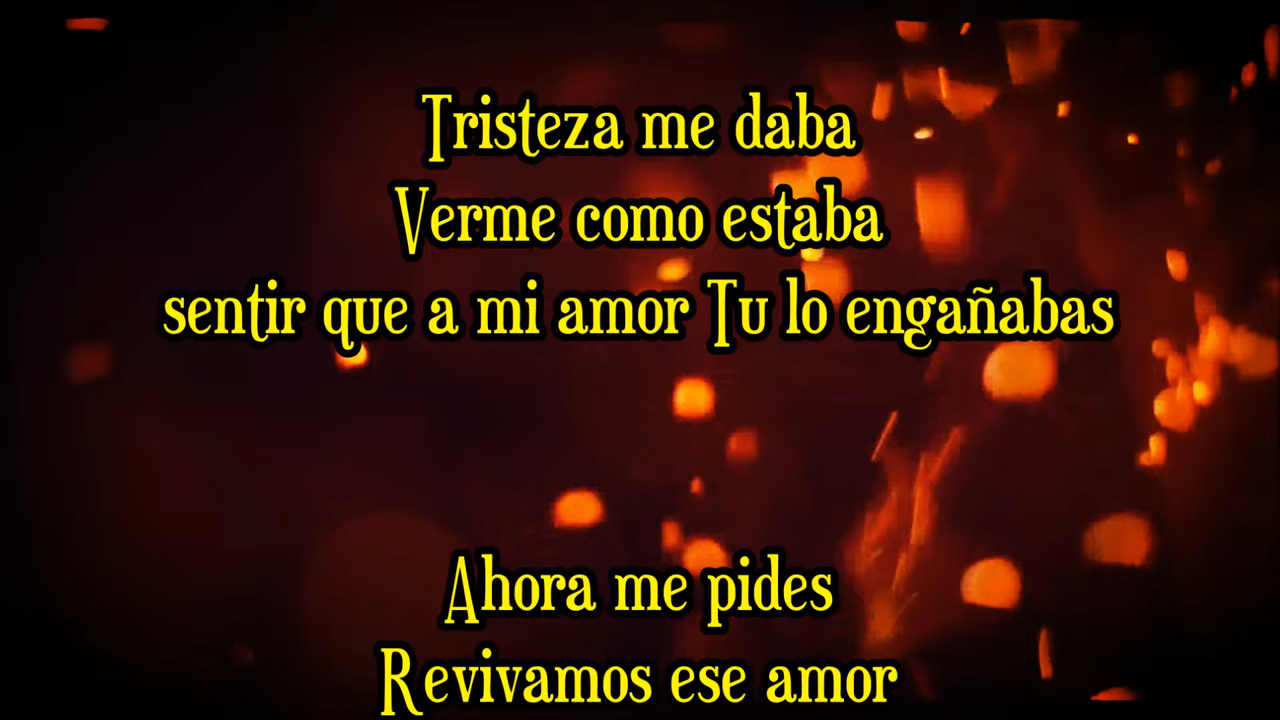 Tristeza me daba
Verme como estaba
sentir que a mi amor Tu lo engañabas
Ahora me pides
Revivamos ese amor